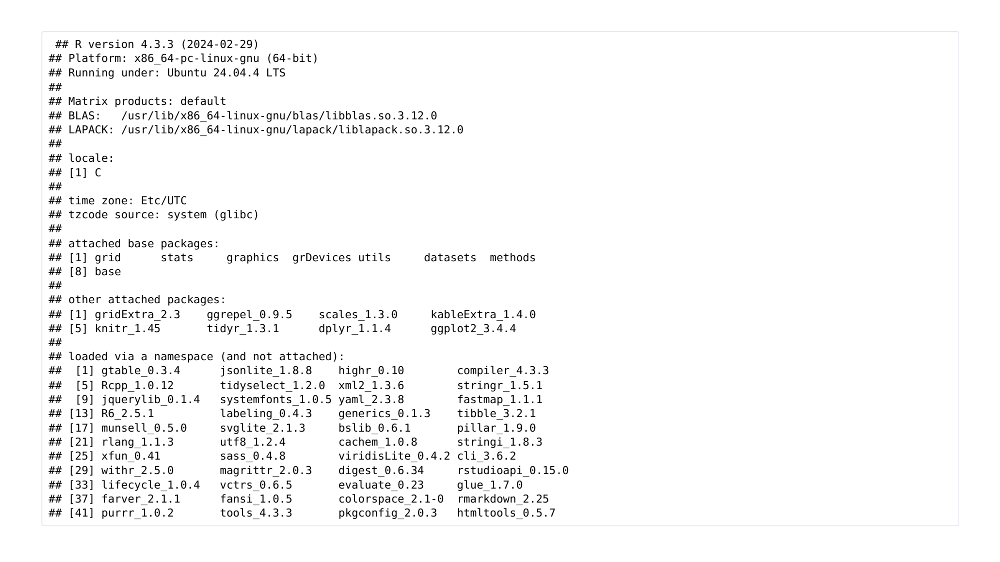 ## R version 4.3.3 (2024-02-29)
## Platform: x86_64-pc-linux-gnu (64-bit)
## Running under: Ubuntu 24.04.4 LTS
##
## Matrix products: default
## BLAS:   /usr/lib/x86_64-linux-gnu/blas/libblas.so.3.12.0
## LAPACK: /usr/lib/x86_64-linux-gnu/lapack/liblapack.so.3.12.0
##
## locale:
## [1] C
##
## time zone: Etc/UTC
## tzcode source: system (glibc)
##
## attached base packages:
## [1] grid      stats     graphics  grDevices utils     datasets  methods
## [8] base
##
## other attached packages:
## [1] gridExtra_2.3    ggrepel_0.9.5    scales_1.3.0     kableExtra_1.4.0
## [5] knitr_1.45       tidyr_1.3.1      dplyr_1.1.4      ggplot2_3.4.4
##
## loaded via a namespace (and not attached):
##  [1] gtable_0.3.4      jsonlite_1.8.8    highr_0.10        compiler_4.3.3
##  [5] Rcpp_1.0.12       tidyselect_1.2.0  xml2_1.3.6        stringr_1.5.1
##  [9] jquerylib_0.1.4   systemfonts_1.0.5 yaml_2.3.8        fastmap_1.1.1
## [13] R6_2.5.1          labeling_0.4.3    generics_0.1.3    tibble_3.2.1
## [17] munsell_0.5.0     svglite_2.1.3     bslib_0.6.1       pillar_1.9.0
## [21] rlang_1.1.3       utf8_1.2.4        cachem_1.0.8      stringi_1.8.3
## [25] xfun_0.41         sass_0.4.8        viridisLite_0.4.2 cli_3.6.2
## [29] withr_2.5.0       magrittr_2.0.3    digest_0.6.34     rstudioapi_0.15.0
## [33] lifecycle_1.0.4   vctrs_0.6.5       evaluate_0.23     glue_1.7.0
## [37] farver_2.1.1      fansi_1.0.5       colorspace_2.1-0  rmarkdown_2.25
## [41] purrr_1.0.2       tools_4.3.3       pkgconfig_2.0.3   htmltools_0.5.7